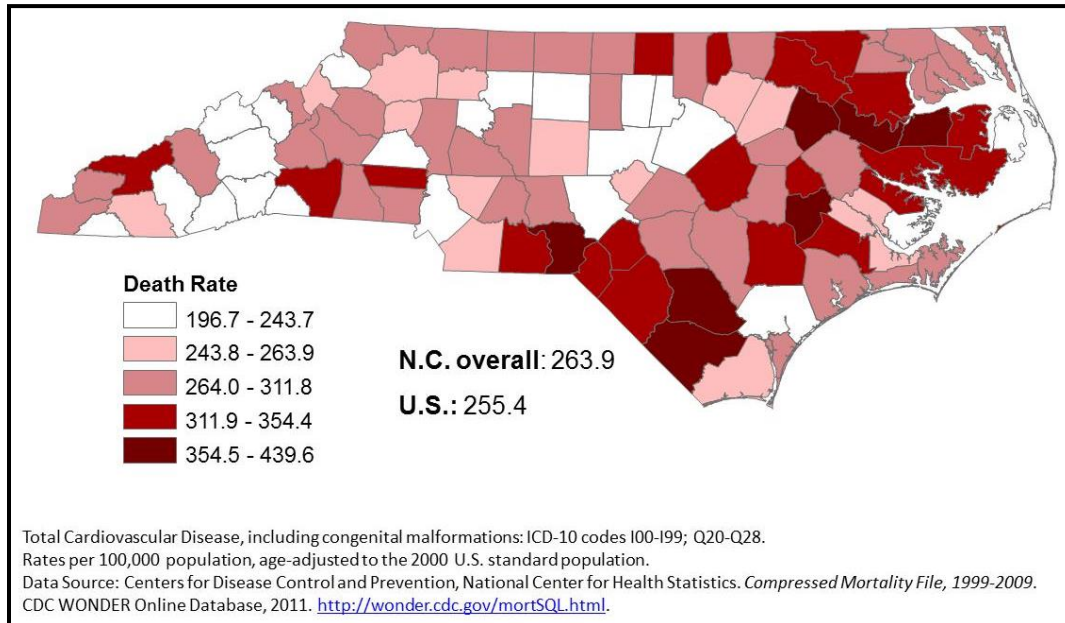 Death Rate
196.7 - 243.7
243.8 - 263.9
264.0 - 311.8
311.9 - 354.4
354.5 - 439.6
N.C. overall: 263.9
U.S.: 255.4
Total Cardiovascular Disease, including congenital malformations: ICD-10 codes I00-I99; Q20-Q28.
Rates per 100,000 population, age-adjusted to the 2000 U.S. standard population.
Data Source: Centers for Disease Control and Prevention, National Center for Health Statistics. Compressed Mortality File, 1999-2009.
CDC WONDER Online Database, 2011. http://wonder.cdc.gov/mortSQL.html.